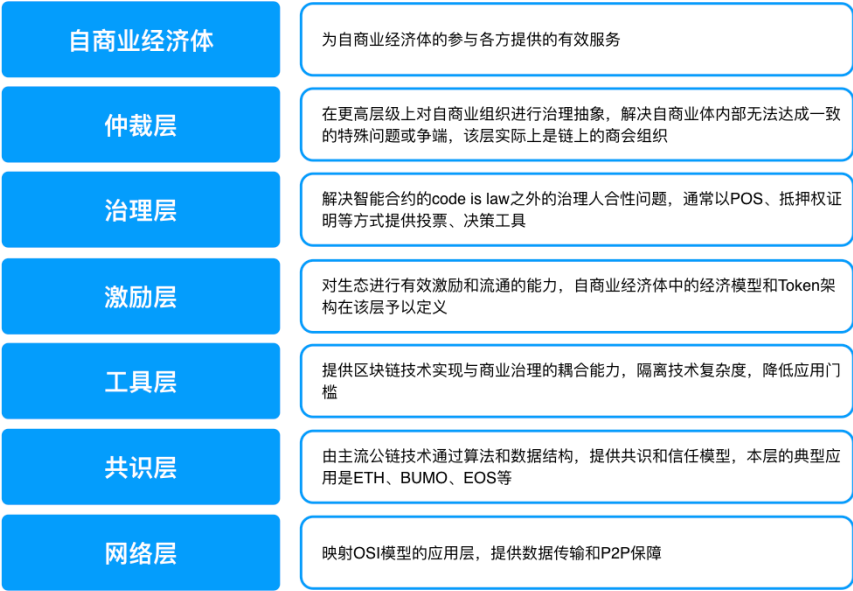 自商业经济体
为自商业经济体的参与各方提供的有效服务
仲裁层
在更高层级上对自商业组织进行治理抽象，解决自商业体内部无法达成一致
的特殊问题或争端，该层实际上是链上的商会组织
治理层
解决智能合约的code is law之外的治理人合性问题，通常以POS、抵押权证
明等方式提供投票、决策工具
激励层
对生态进行有效激励和流通的能力，自商业经济体中的经济模型和Token架
构在该层予以定义
工具层
提供区块链技术实现与商业治理的耦合能力，隔离技术复杂度，降低应用门
槛
共识层
由主流公链技术通过算法和数据结构，提供共识和信任模型，本层的典型应
用是ETH、BUMO、EOS等
网络层
映射OSI模型的应用层，提供数据传输和P2P保障